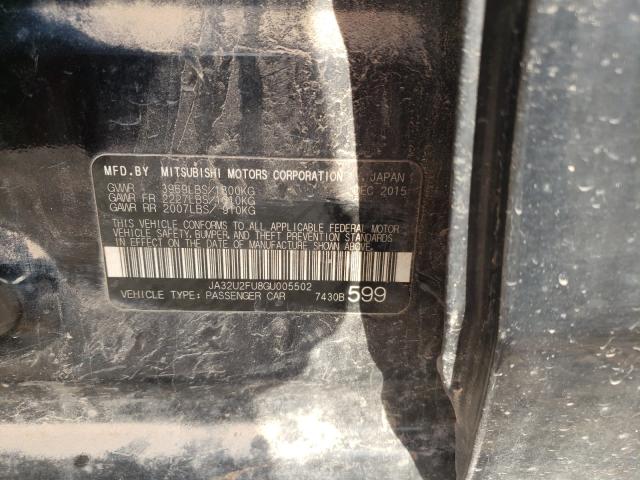 MFD.BY MITSUBISHI MOTORS CORPORATION JAPAN
GVWR 3969LBS/1800KG DEC 2015
GAWR FR 2227LBS/1010KG
GAWR RR 2007LBS/ 910KG
THIS VEHICLE CONFORMS TO ALL APPLICABLE FEDERAL MOTOR
VEHICLE SAFETY, BUMPER, AND THEFT PREVENTION STANDARDS
IN EFFECT ON THE DATE OF MANUFACTURE SHOWN ABOVE.
JA32U2FU8GU005502
VEHICLE TYPE: PASSENGER CAR 7430B 599